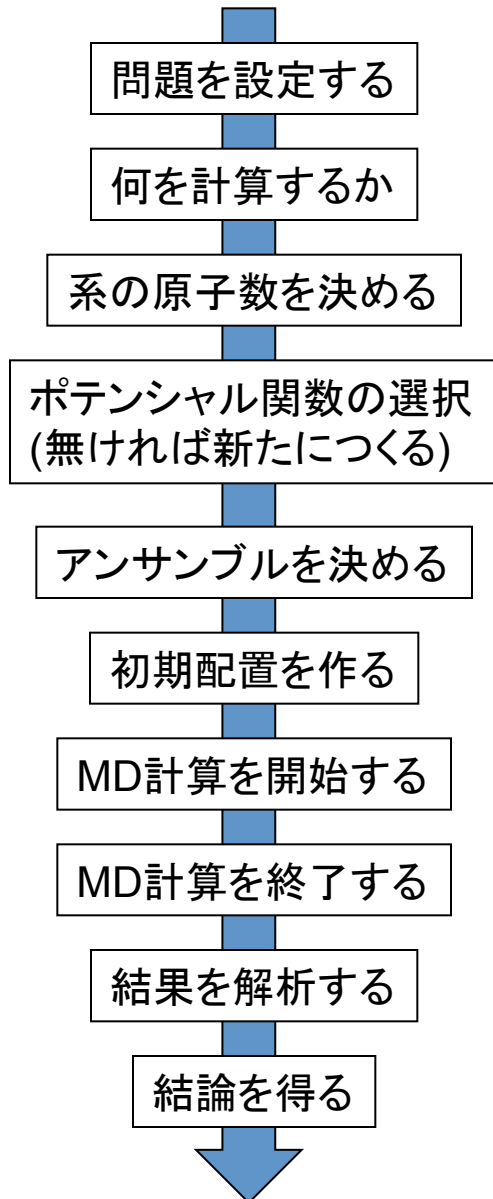 問題を設定する
何を計算するか
系の原子数を決める
ポテンシャル関数の選択
(無ければ新たにつくる)
アンサンブルを決める
初期配置を作る
MD計算を開始する
MD計算を終了する
結果を解析する
結論を得る